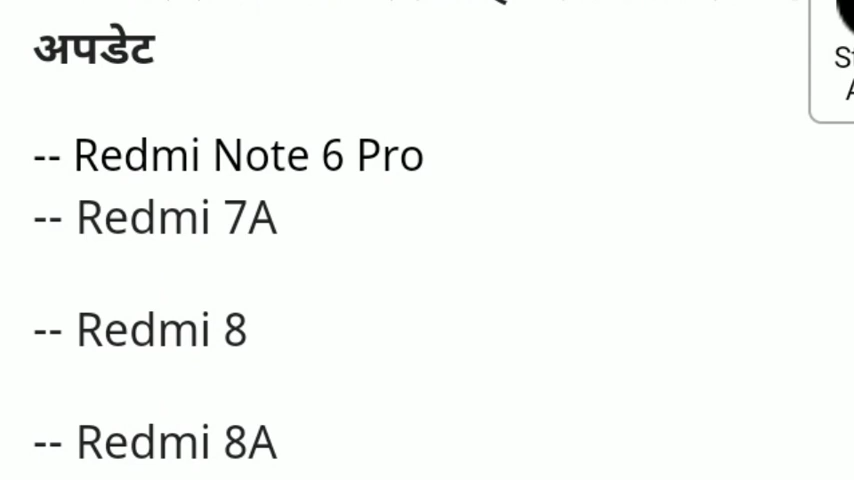 अपडेट
-- Redmi Note 6 Pro
-- Redmi 7A
-- Redmi 8
-- Redmi 8A